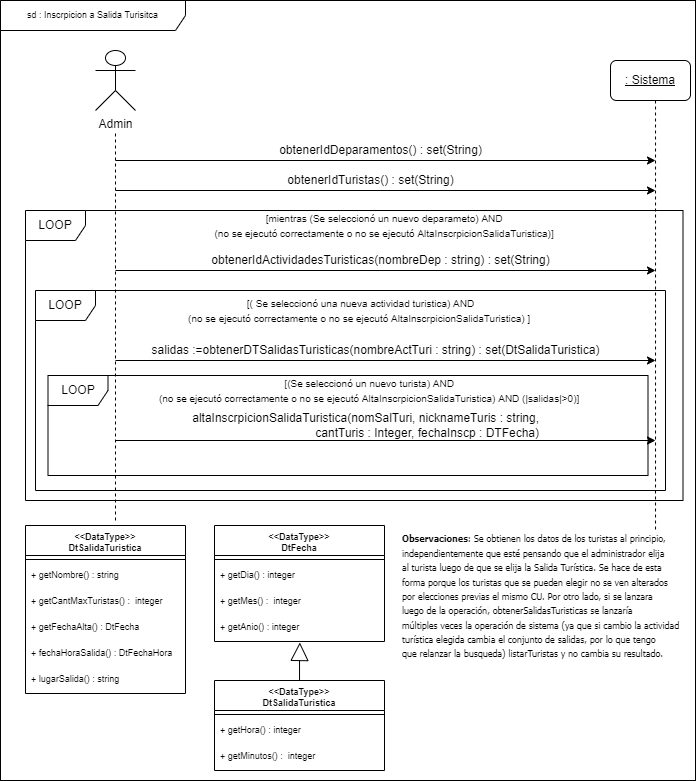 sd : Inscrpicion a Salida Turisitca
Admin
: Sistema
obtenerIdDeparamentos() : set(String)
obtenerIdTuristas() : set(String)
LOOP
[mientras (Se seleccionó un nuevo deparameto) AND
(no se ejecutó correctamente o no se ejecutó AltaInscrpicionSalidaTuristica)]
obtenerIdActividadesTuristicas(nombreDep : string) : set(String)
LOOP
[( Se seleccionó una nueva actividad turistica) AND
(no se ejecutó correctamente o no se ejecutó AltaInscrpicionSalidaTuristica) ]
salidas :=obtenerDTSalidasTuristicas(nombreActTuri : string) : set(DtSalidaTuristica)
LOOP
[(Se seleccionó un nuevo turista) AND
(no se ejecutó correctamente o no se ejecutó AltaInscrpicionSalidaTuristica) AND (|salidas|>0)]
altaInscrpicionSalidaTuristica(nomSalTuri, nicknameTuris : string,
cantTuris : Integer, fechaInscp : DTFecha)
<<DataType>>
DtSalidaTuristica
+ getNombre() : string
+ getCantMaxTuristas() : integer
+ getFechaAlta() : DtFecha
+ fechaHoraSalida() : DtFechaHora
+ lugarSalida() : string
<<DataType>>
DtFecha
+ getDia() : integer
+ getMes() : integer
+ getAnio() : integer
<<DataType>>
DtSalidaTuristica
+ getHora() : integer
+ getMinutos() : integer
Observaciones: Se obtienen los datos de los turistas al principio,
independientemente que esté pensando que el administrador elija
al turista luego de que se elija la Salida Turística. Se hace de esta
forma porque los turistas que se pueden elegir no se ven alterados
por elecciones previas el mismo CU. Por otro lado, si se lanzara
luego de la operación, obtenerSalidasTuristicas se lanzaría
múltiples veces la operación de sistema (ya que si cambio la actividad
turística elegida cambia el conjunto de salidas, por lo que tengo
que relanzar la busqueda) listarTuristas y no cambia su resultado.